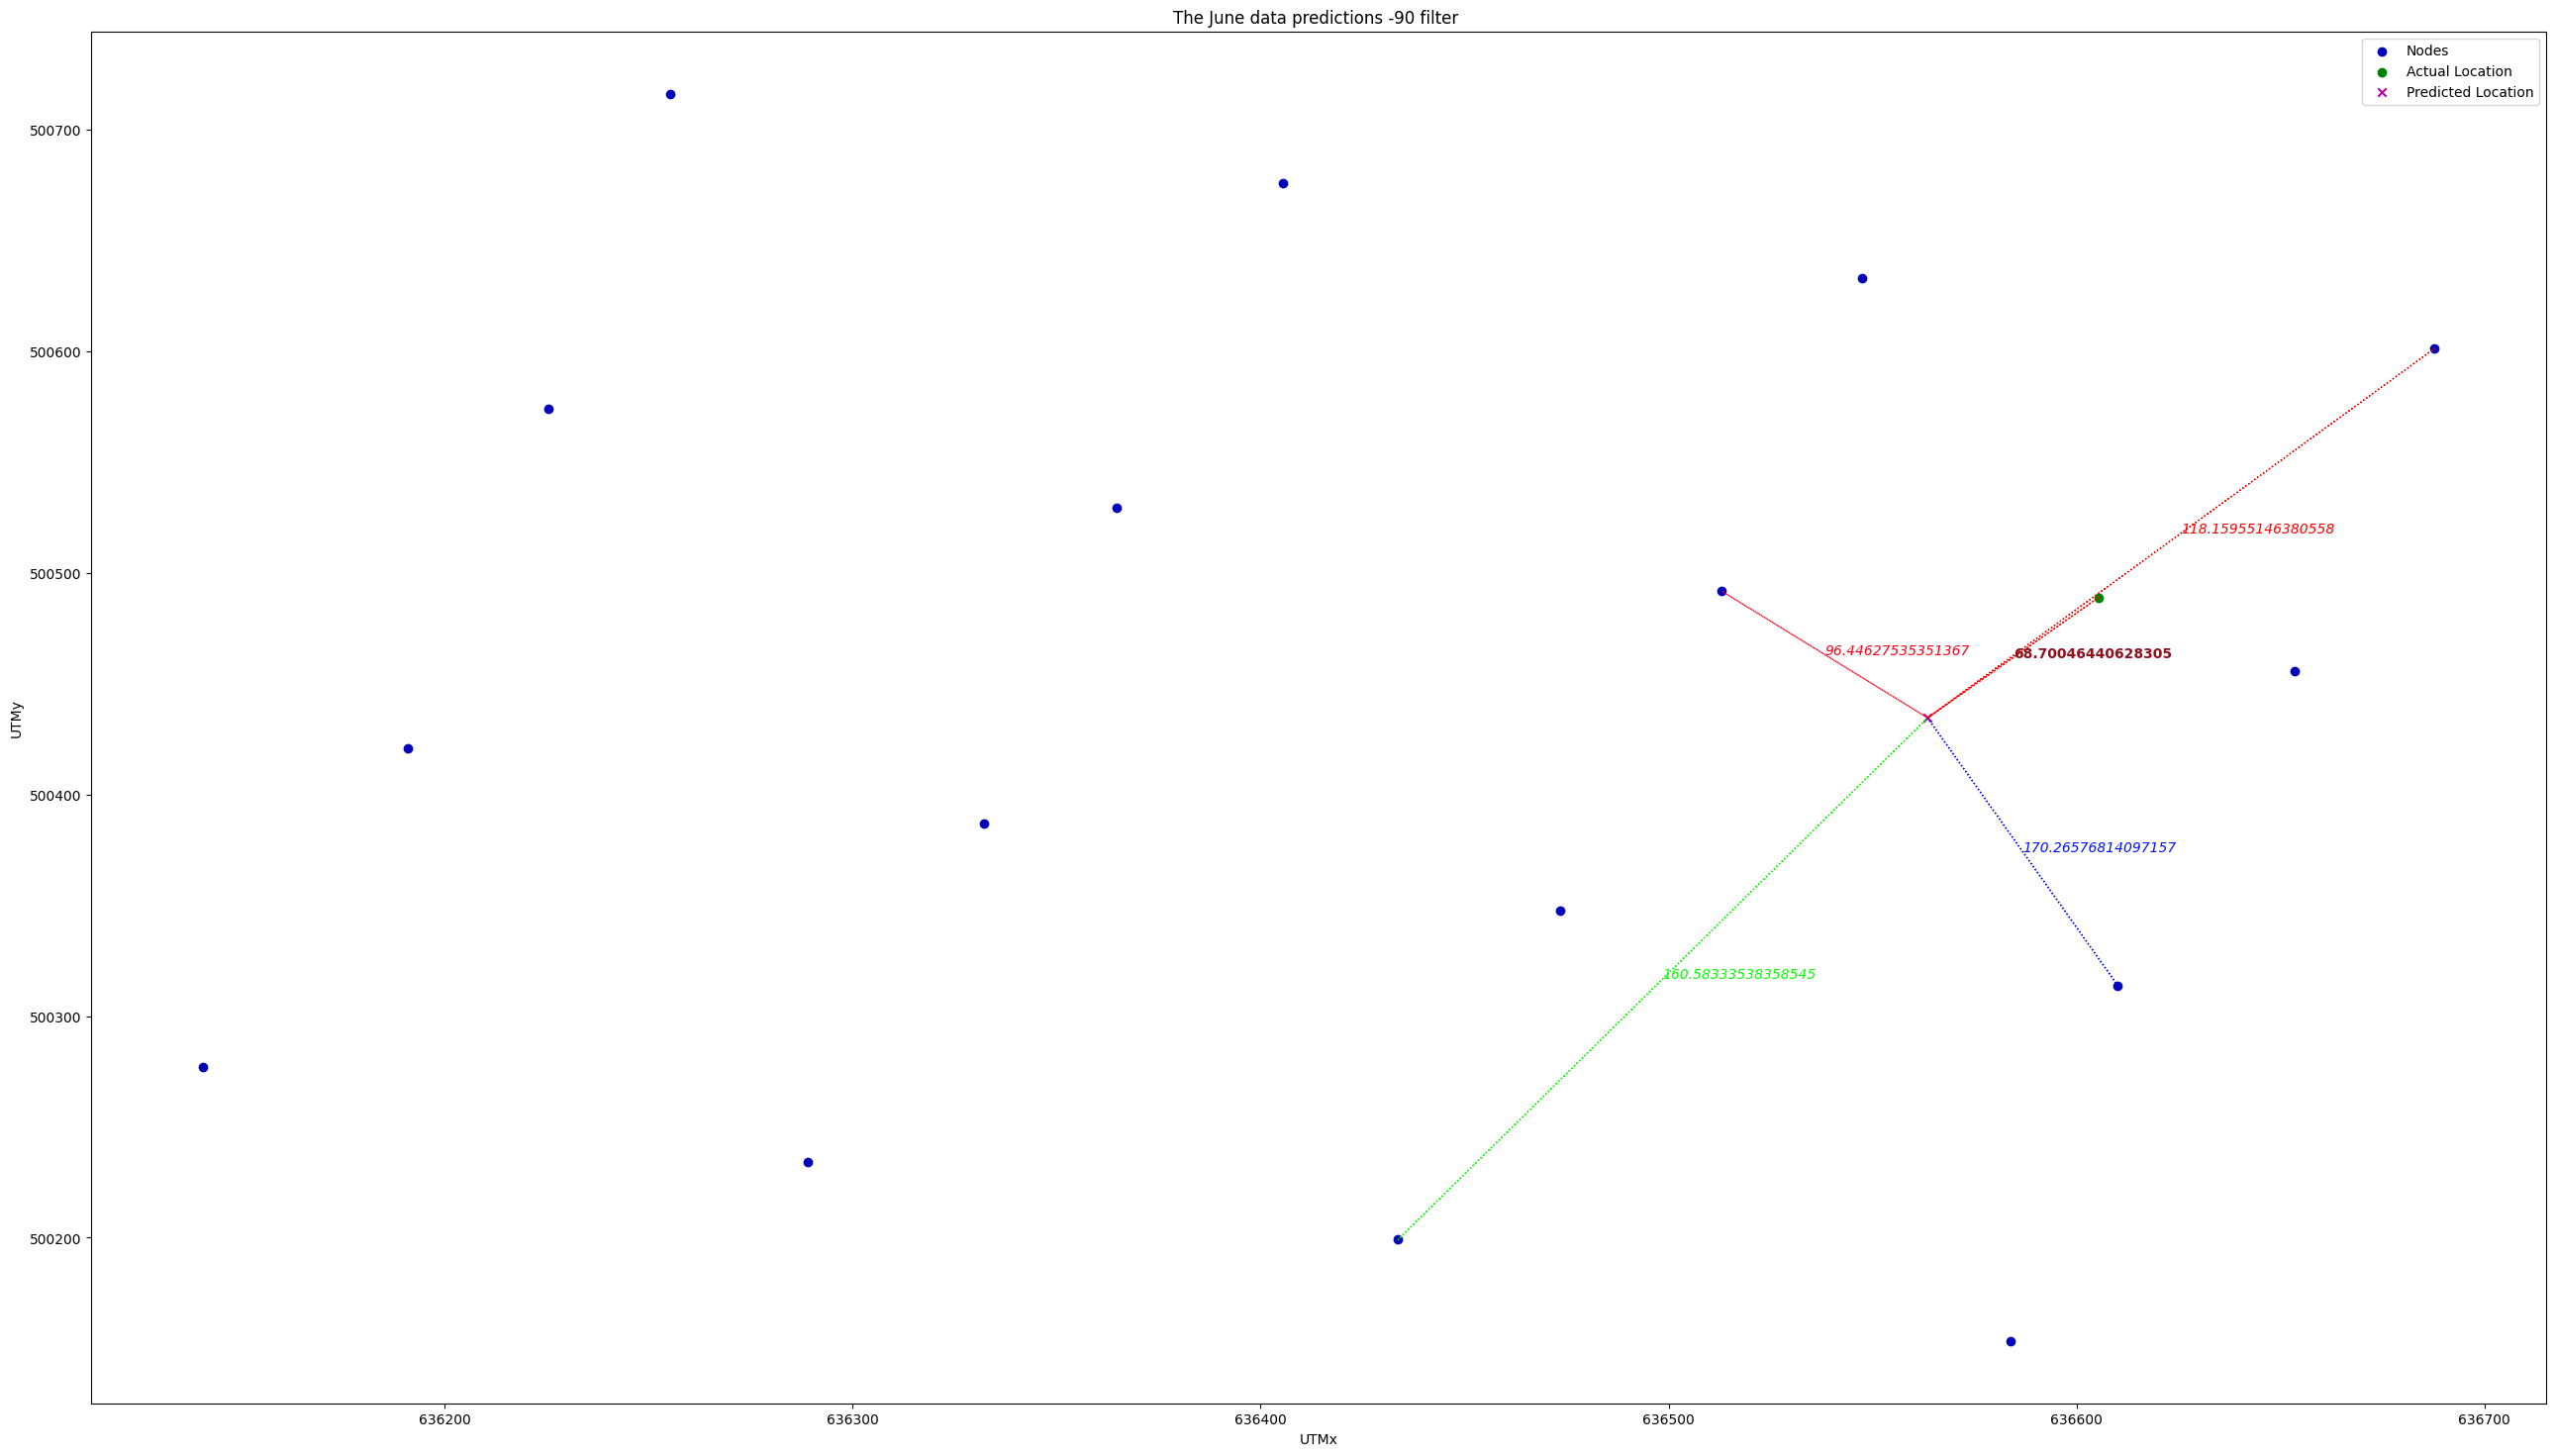 The June data predictions -90 filter
Nodes
Actual Location
Predicted Location
500700
500600
500500
500400
500300
500200
UTMy
118.15955146380558
96.44627535351367
68.70046440628305
170.26576814097157
160.58333538358545
636200
636300
636400
636500
636600
636700
UTMx